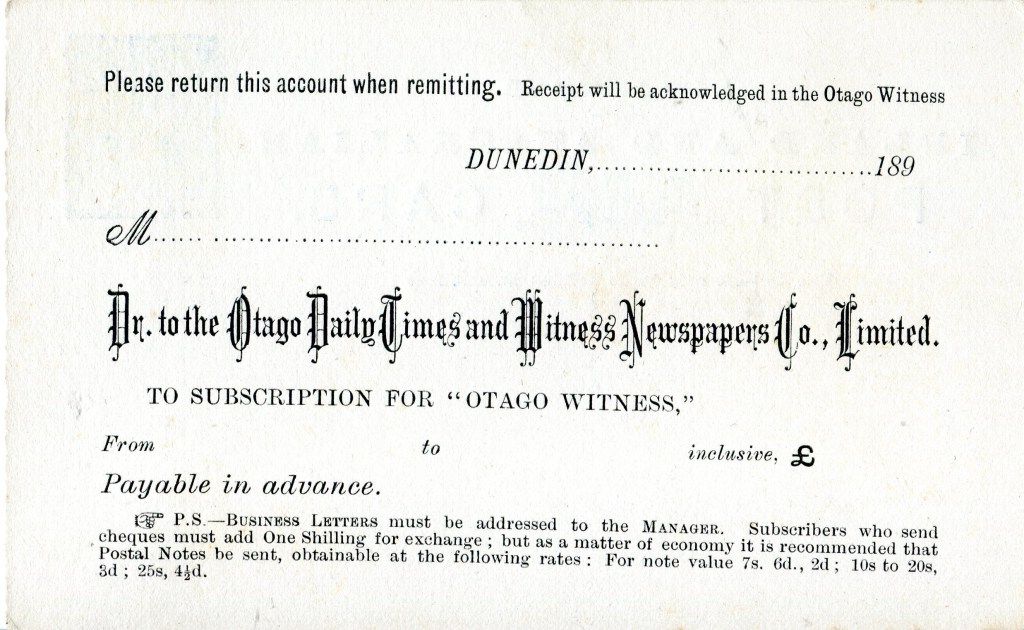 Please return this account when remitting. Receipt will be acknowledged in the Otago Witness
DUNEDIN,..............................189
M..................................................
Dr. to the Otago Daily Times and Witness Newspapers Co., Limited.
TO SUBSCRIPTION FOR "OTAGO WITNESS,"
From to inclusive, £
Payable in advance.
☞ P.S.—BUSINESS LETTERS must be addressed to the MANAGER. Subscribers who send
cheques must add One Shilling for exchange; but as a matter of economy it is recommended that
Postal Notes be sent, obtainable at the following rates: For note value 7s. 6d., 2d; 10s to 20s,
3d; 25s, 4½d.